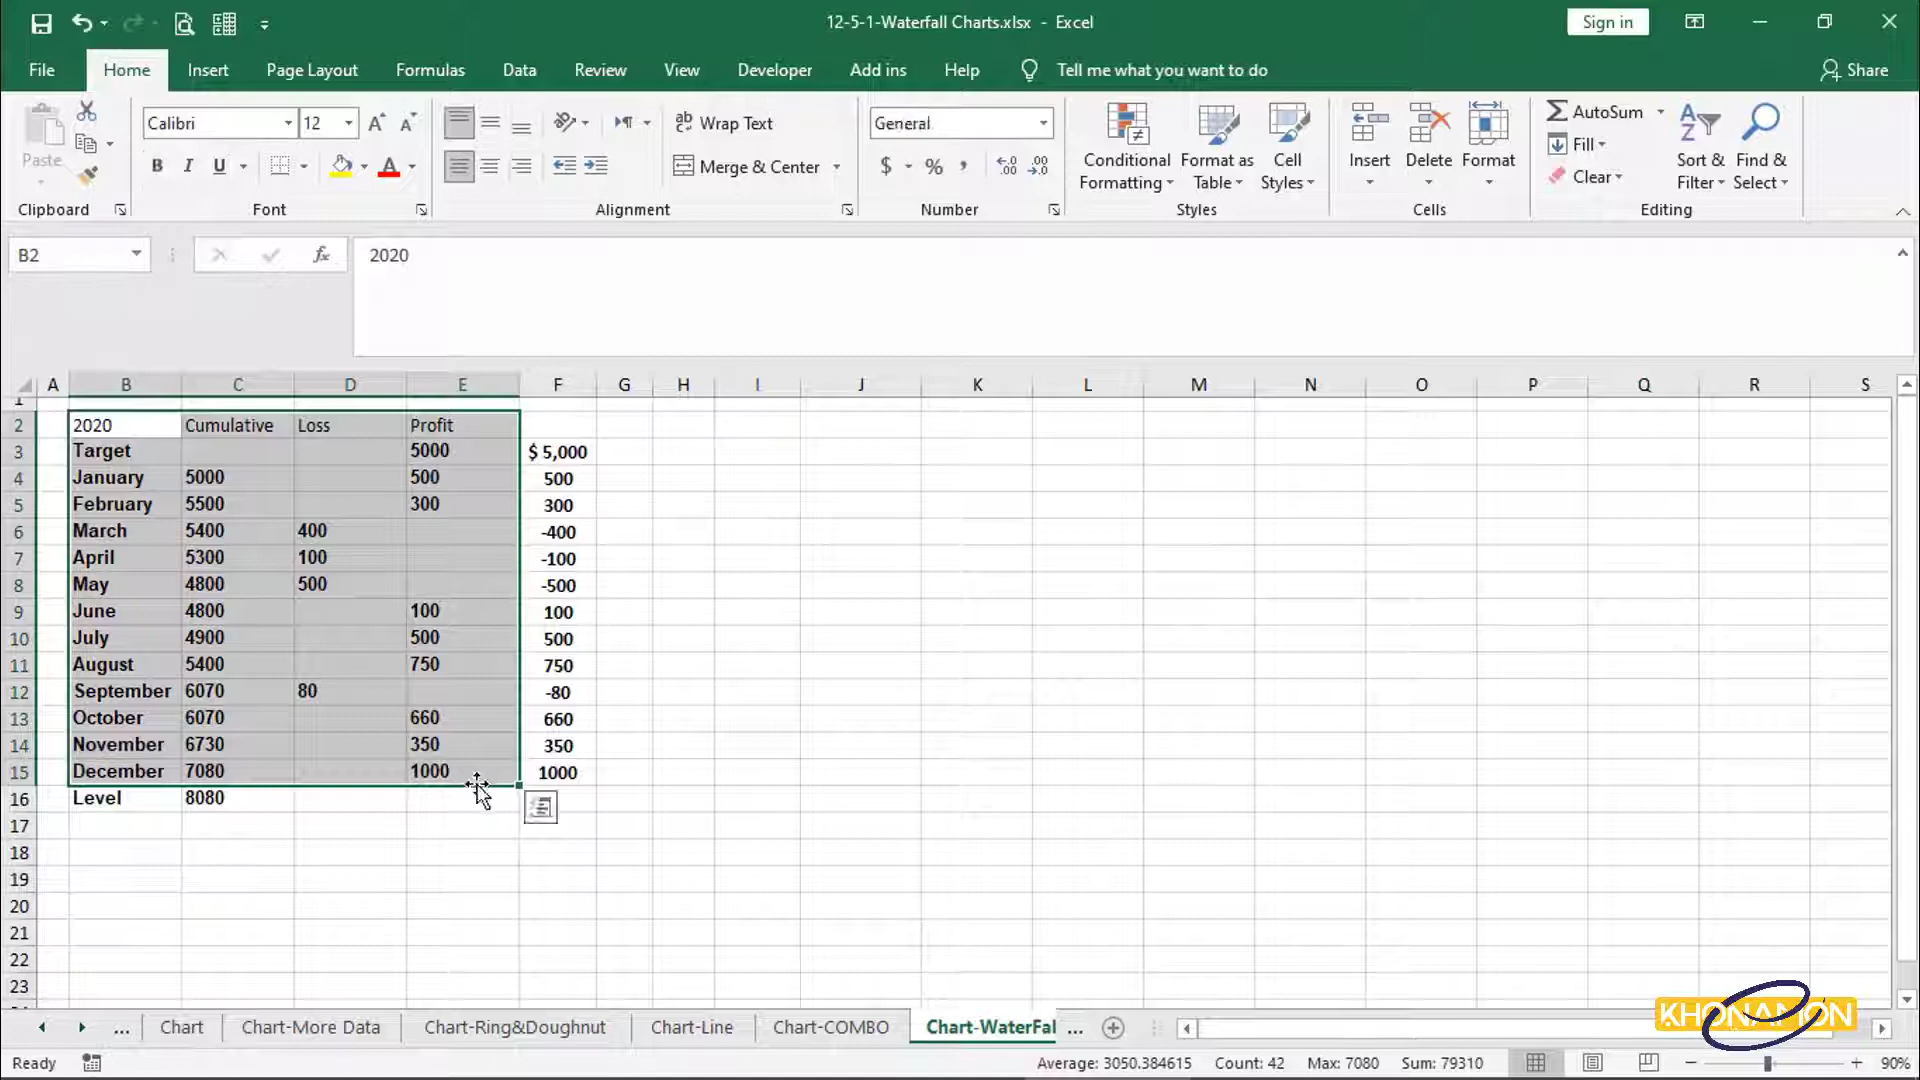 12-5-1-Waterfall Charts.xlsx - Excel
Sign in
File Home Insert Page Layout Formulas Data Review View Developer Add ins Help Tell me what you want to do Share
Paste
Calibri 12
B I U A
ab Wrap Text
Merge & Center
General
$ % ,
Conditional Formatting
Format as Table
Cell Styles
Insert Delete Format
AutoSum
Fill
Clear
Sort & Filter
Find & Select
Clipboard Font Alignment Number Styles Cells Editing
B2 fx 2020
A B C D E F G H I J K L M N O P Q R S
1
2 2020 Cumulative Loss Profit
3 Target 5000 $ 5,000
4 January 5000 500 500
5 February 5500 300 300
6 March 5400 400 -400
7 April 5300 100 -100
8 May 4800 500 -500
9 June 4800 100 100
10 July 4900 500 500
11 August 5400 750 750
12 September 6070 80 -80
13 October 6070 660 660
14 November 6730 350 350
15 December 7080 1000 1000
16 Level 8080
17
18
19
20
21
22
23
KHONAMON
... Chart Chart-More Data Chart-Ring&Doughnut Chart-Line Chart-COMBO Chart-WaterFal ...
Ready Average: 3050.384615 Count: 42 Max: 7080 Sum: 79310 90%